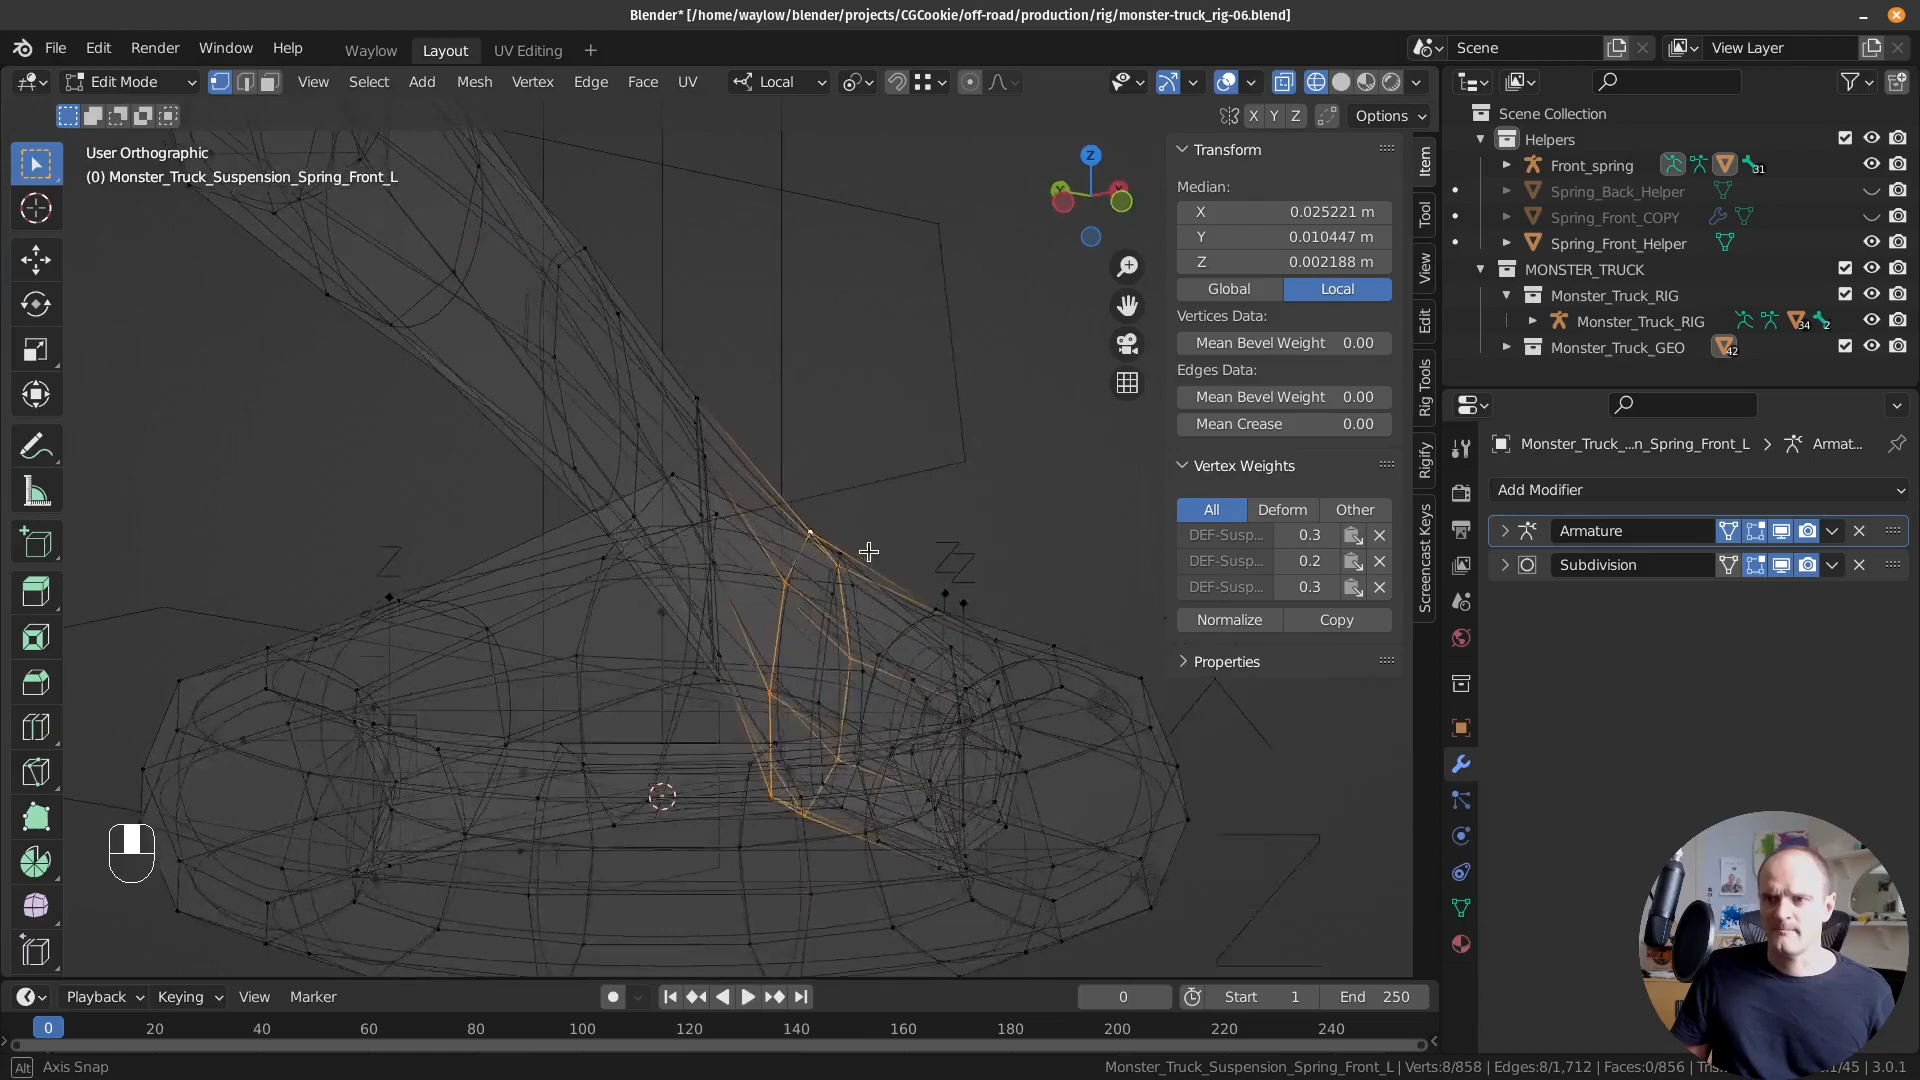 Blender* [/home/waylow/blender/projects/CGCookie/off-road/production/rig/monster-truck_rig-06.blend]
File Edit Render Window Help Waylow Layout UV Editing Scene View Layer
Edit Mode View Select Add Mesh Vertex Edge Face UV Local
X Y Z Options
User Orthographic
(0) Monster_Truck_Suspension_Spring_Front_L
Z
Y
Transform
Median:
X 0.025221 m
Y 0.010447 m
Z 0.002188 m
Global Local
Vertices Data:
Mean Bevel Weight 0.00
Edges Data:
Mean Bevel Weight 0.00
Mean Crease 0.00
Vertex Weights
All Deform Other
DEF-Susp... 0.3
DEF-Susp... 0.2
DEF-Susp... 0.3
Normalize Copy
Properties
Item
Tool
View
Edit
Rig Tools
Rigify
Screencast Keys
Scene Collection
Helpers
Front_spring 31
Spring_Back_Helper
Spring_Front_COPY
Spring_Front_Helper
MONSTER_TRUCK
Monster_Truck_RIG
Monster_Truck_RIG 34 2
Monster_Truck_GEO 42
Monster_Truck_...n_Spring_Front_L > Armat...
Add Modifier
Armature
Subdivision
Playback Keying View Marker 0 Start 1 End 250
0 20 40 60 80 100 120 140 160 180 200 220 240
Alt Axis Snap
Monster_Truck_Suspension_Spring_Front_L | Verts:8/858 | Edges:8/1,712 | Faces:0/856 | Tris
1/45 | 3.0.1